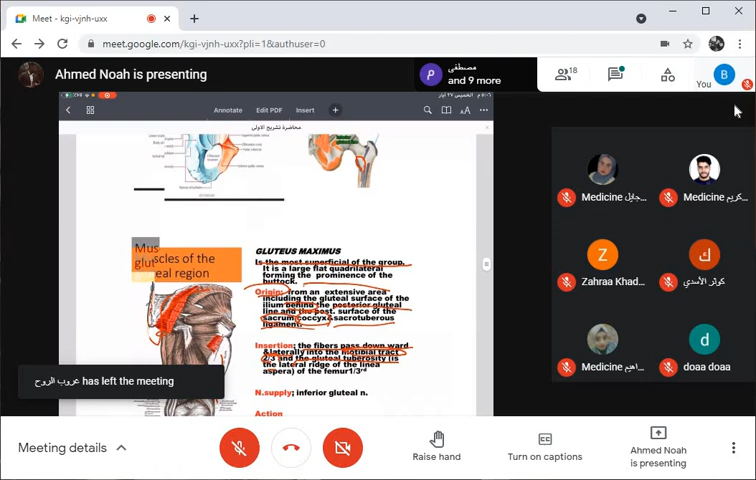 Meet - kgi-vjnh-uxx
meet.google.com/kgi-vjnh-uxx?pli=1&authuser=0
Ahmed Noah is presenting
P
مصطفى
and 9 more
18
You
B
Annotate
Edit PDF
Insert
محاضرة تشريح الاولى
Mus
glut
scles of the
eal region
GLUTEUS MAXIMUS
Is the most superficial of the group.
It is a large flat quadrilateral
forming the prominence of the
buttock.
Origin: from an extensive area
including the gluteal surface of the
ilium behind the posterior gluteal
line and the post. surface of the
sacrum &coccyx &sacrotuberous
ligament.
Insertion: the fibers pass down ward
&laterally into the
tract
2/3 and the gluteal tuberosity (is
the lateral ridge of the linea
aspera) of the femur1/3rd
N.supply; inferior gluteal n.
Action
Medicine
Medicine كريم...
Z
Zahraa Khad...
ك
كوثر الأسدي
Medicine
d
doaa doaa
غروب الروح has left the meeting
Meeting details
Raise hand
Turn on captions
Ahmed Noah
is presenting